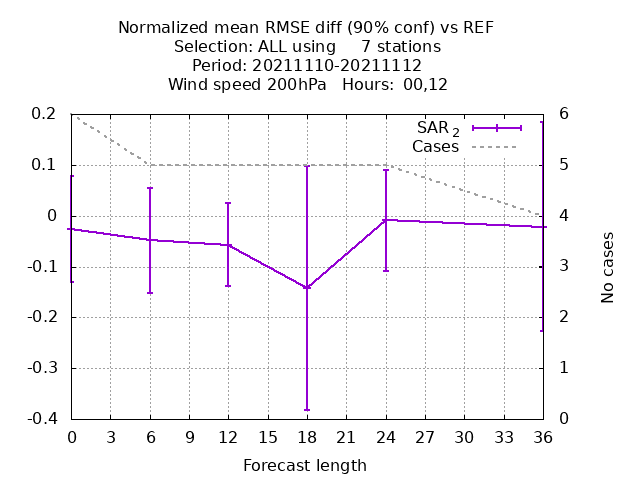 Normalized mean RMSE diff (90% conf) vs REF
Selection: ALL using     7 stations
Period: 20211110-20211112
Wind speed 200hPa   Hours:  00,12
0.2
0.1
0
-0.1
-0.2
-0.3
-0.4
6
5
4
3
2
1
0
SAR 2
Cases
No cases
0 3 6 9 12 15 18 21 24 27 30 33 36
Forecast length